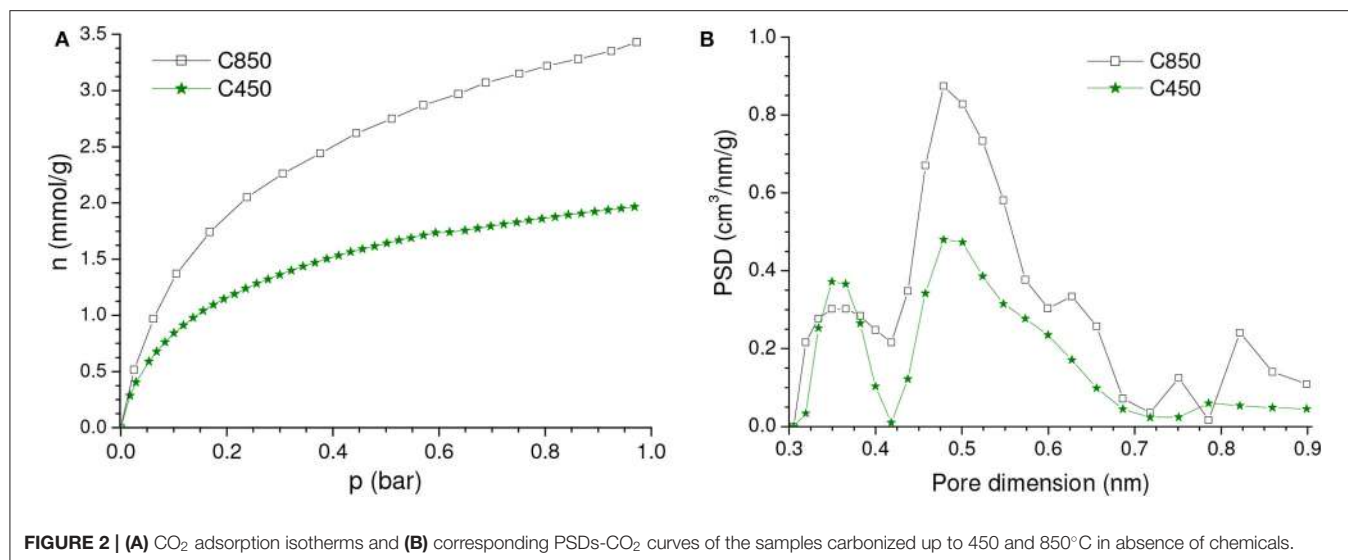 A
3.5
3.0
2.5
2.0
1.5
1.0
0.5
0.0
n (mmol/g)
C850
C450
0.0 0.2 0.4 0.6 0.8 1.0
p (bar)
B
1.0
0.8
0.6
0.4
0.2
0.0
PSD (cm³/nm/g)
C850
C450
0.3 0.4 0.5 0.6 0.7 0.8 0.9
Pore dimension (nm)
FIGURE 2 | (A) CO₂ adsorption isotherms and (B) corresponding PSDs-CO₂ curves of the samples carbonized up to 450 and 850°C in absence of chemicals.